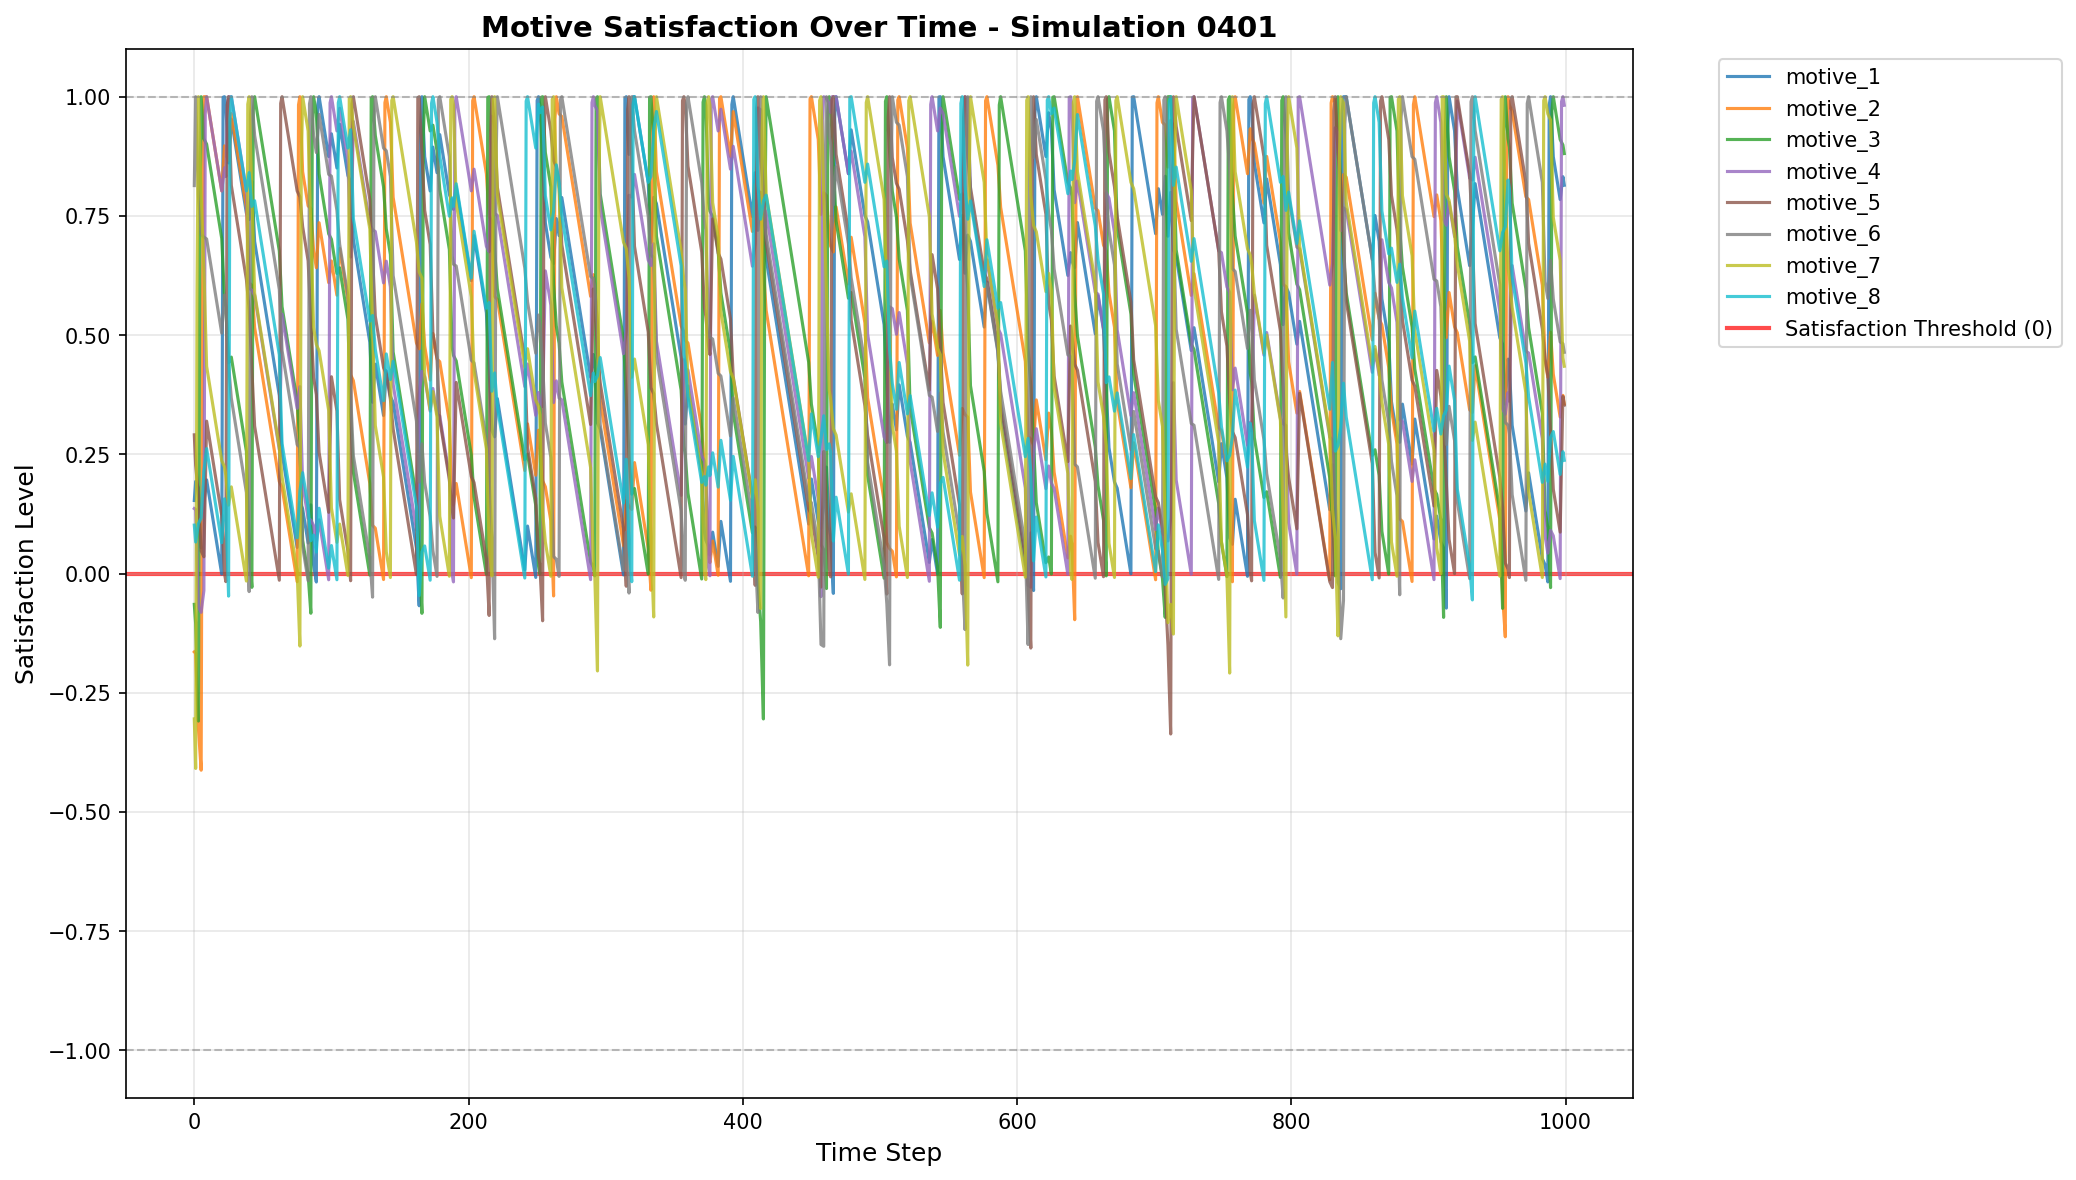 Motive Satisfaction Over Time - Simulation 0401
1.00
0.75
0.50
0.25
0.00
−0.25
−0.50
−0.75
−1.00
Satisfaction Level
0
200
400
600
800
1000
Time Step
motive_1
motive_2
motive_3
motive_4
motive_5
motive_6
motive_7
motive_8
Satisfaction Threshold (0)